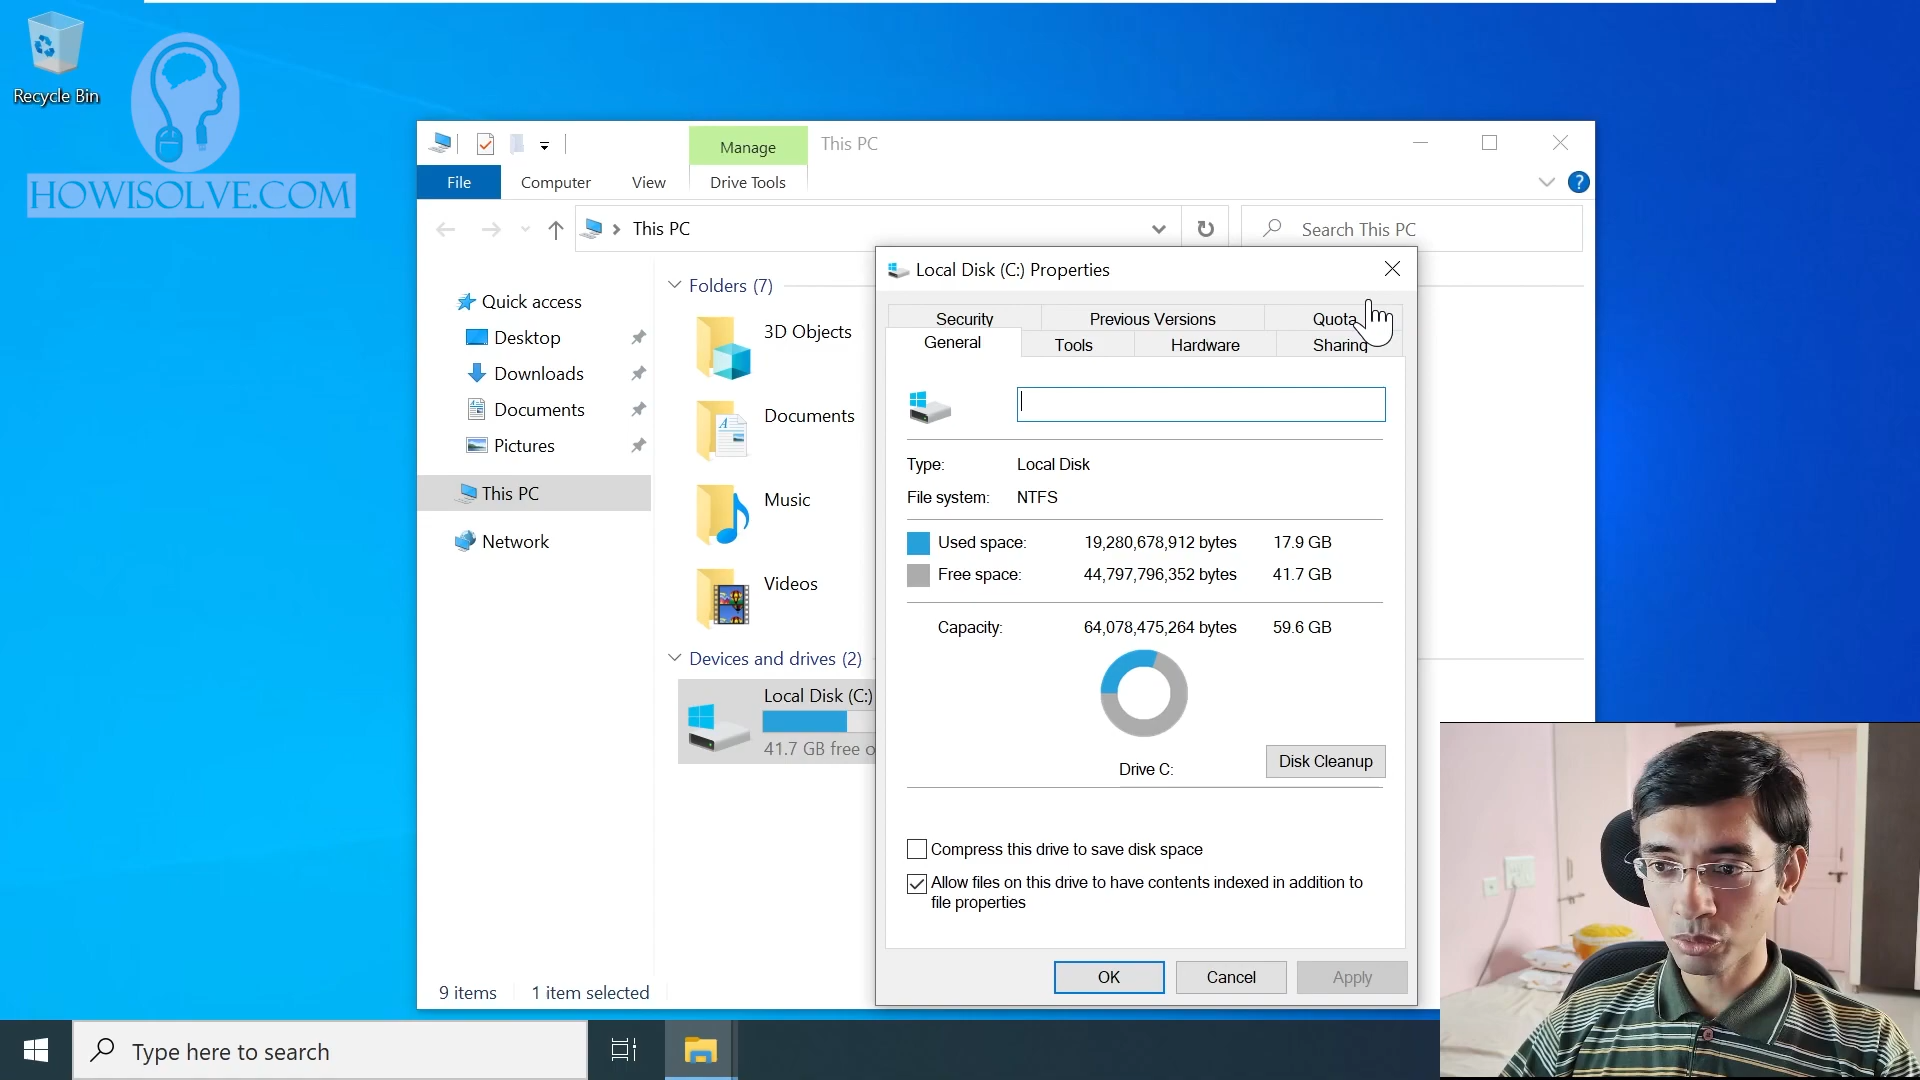 Recycle Bin
HOWISOLVE.COM
Manage
This PC
File
Computer
View
Drive Tools
?
This PC
Search This PC
Quick access
Desktop
Downloads
Documents
Pictures
This PC
Network
Folders (7)
3D Objects
Documents
Music
Videos
Devices and drives (2)
Local Disk (C:)
41.7 GB free o
9 items
1 item selected
Local Disk (C:) Properties
Security
Previous Versions
Quota
General
Tools
Hardware
Sharing
Type: Local Disk
File system: NTFS
Used space: 19,280,678,912 bytes 17.9 GB
Free space: 44,797,796,352 bytes 41.7 GB
Capacity: 64,078,475,264 bytes 59.6 GB
Drive C:
Disk Cleanup
Compress this drive to save disk space
Allow files on this drive to have contents indexed in addition to
file properties
OK
Cancel
Apply
Type here to search